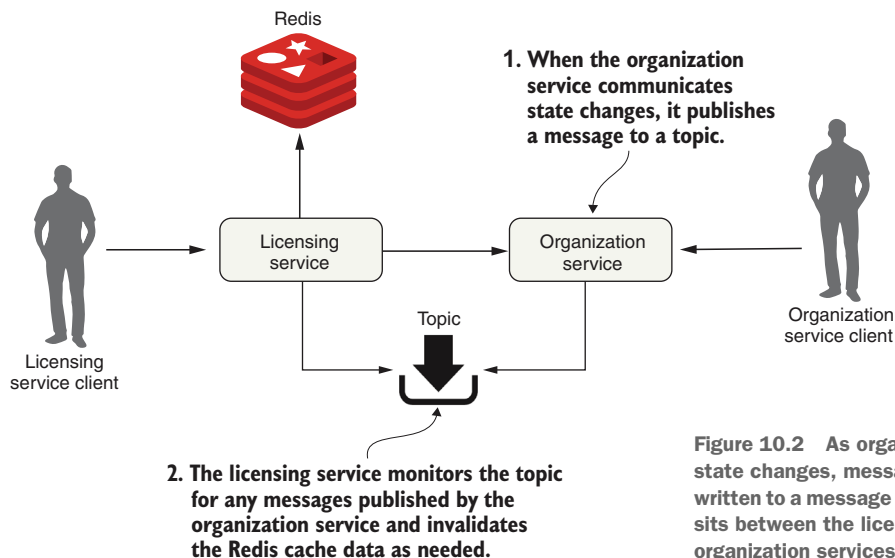 Redis
1. When the organization
service communicates
state changes, it publishes
a message to a topic.
Licensing
service
Organization
service
Topic
Licensing
service client
Organization
service client
2. The licensing service monitors the topic
for any messages published by the
organization service and invalidates
the Redis cache data as needed.
Figure 10.2 As orga
state changes, messa
written to a message
sits between the lice
organization services